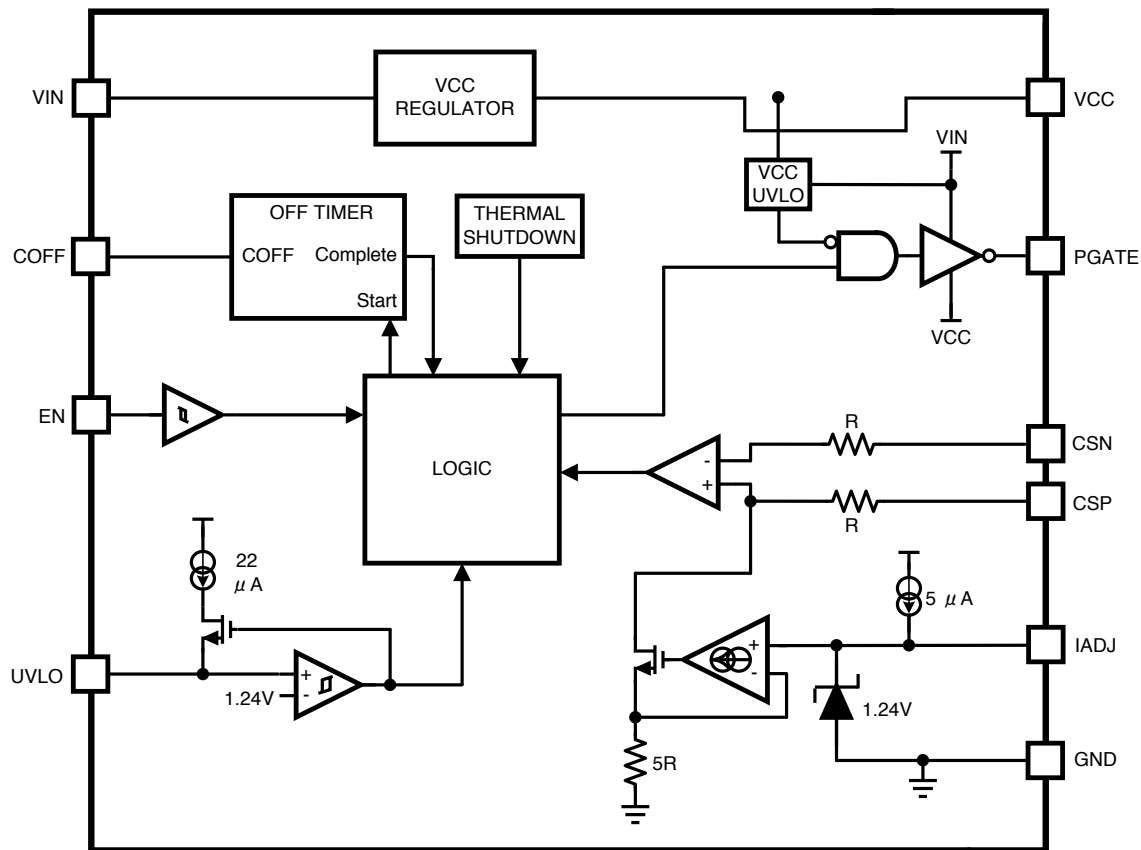 VIN
VCC
REGULATOR
VCC
VIN
VCC
UVLO
OFF TIMER
THERMAL
SHUTDOWN
COFF
COFF
Complete
PGATE
Start
VCC
EN
R
CSN
LOGIC
-
+
CSP
R
22
μ A
5 μ A
UVLO
+
1.24V
-
+
-
IADJ
1.24V
5R
GND